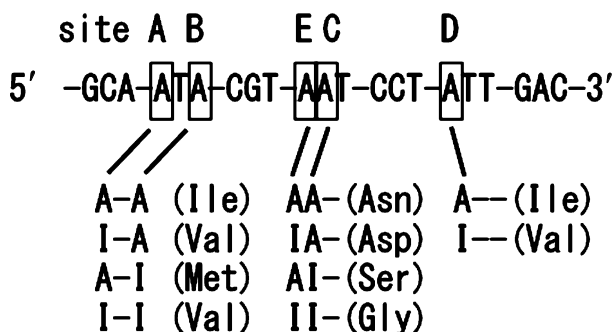 site A B E C D
5′ -GCA-ATA-CGT-AAT-CCT-ATT-GAC-3′
A-A (Ile) AA-(Asn) A--(Ile)
I-A (Val) IA-(Asp) I--(Val)
A-I (Met) AI-(Ser)
I-I (Val) II-(Gly)